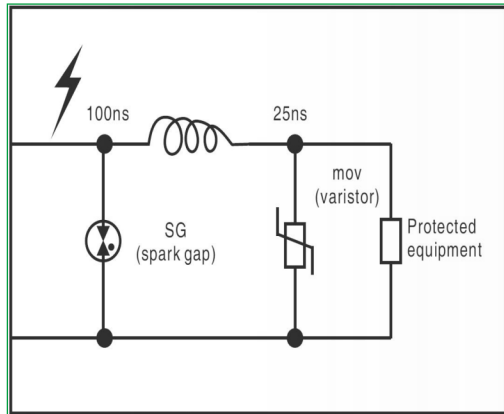 100ns
25ns
mov
(varistor)
SG
(spark gap)
Protected
equipment